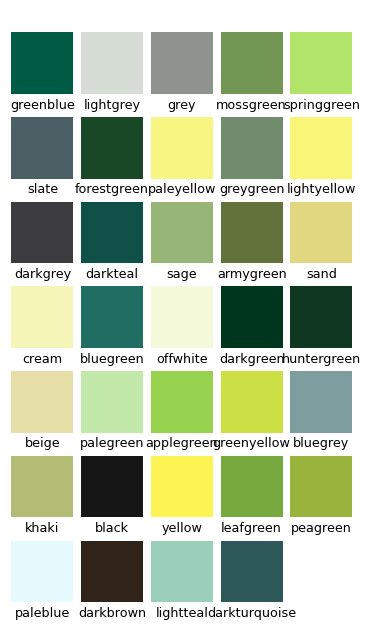 greenblue lightgrey grey mossgreen springgreen
slate forestgreen paleyellow greygreen lightyellow
darkgrey darkteal sage armygreen sand
cream bluegreen offwhite darkgreen huntergreen
beige palegreen applegreen greenyellow bluegrey
khaki black yellow leafgreen peagreen
paleblue darkbrown lightteal darkturquoise